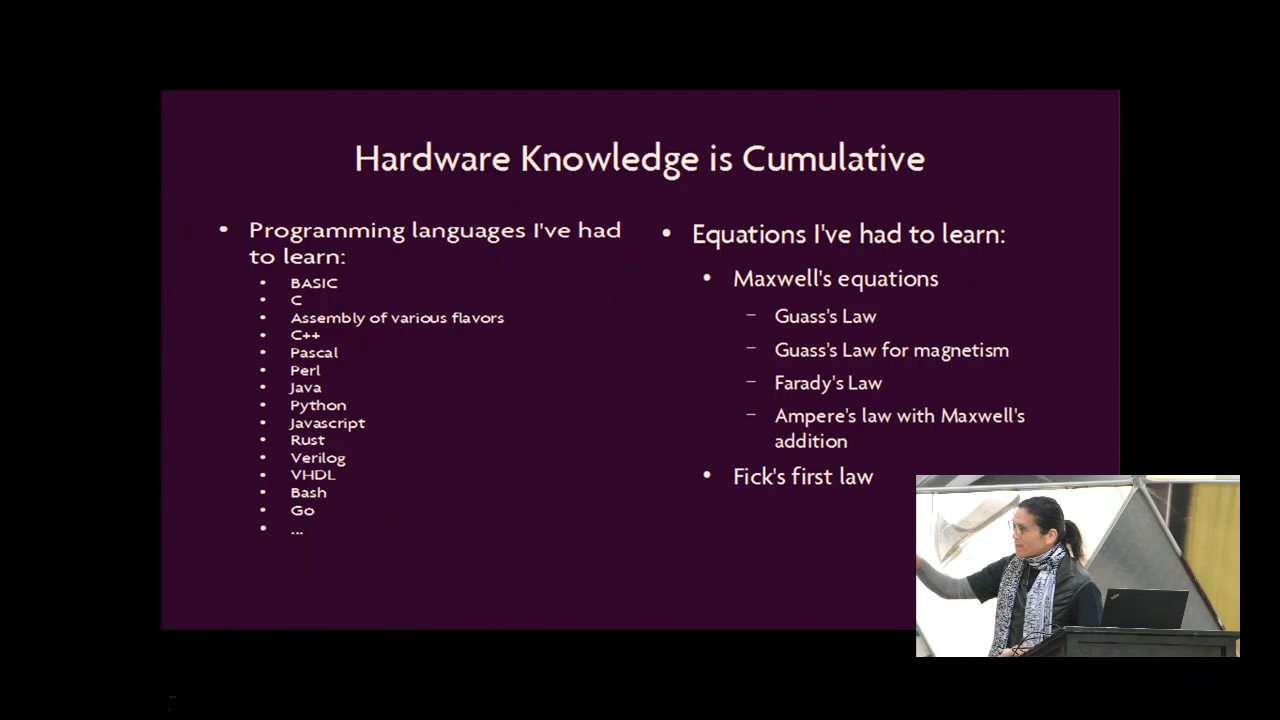 Hardware Knowledge is Cumulative
• Programming languages I've had
to learn:
• BASIC
• C
• Assembly of various flavors
• C++
• Pascal
• Perl
• Java
• Python
• Javascript
• Rust
• Verilog
• VHDL
• Bash
• Go
• ...
• Equations I've had to learn:
• Maxwell's equations
– Guass's Law
– Guass's Law for magnetism
– Farady's Law
– Ampere's law with Maxwell's
addition
• Fick's first law